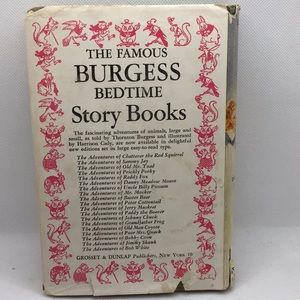 THE FAMOUS
BURGESS
BEDTIME
Story Books
The fascinating adventures of animals, large and
small, as told by Thornton Burgess and illustrated
by Harrison Cady, are now available in delightful
new editions set in large easy-to-read type.
The Adventures of Chatterer the Red Squirrel
The Adventures of Sammy Jay
The Adventures of Old Mr. Toad
The Adventures of Prickly Porky
The Adventures of Reddy Fox
The Adventures of Danny Meadow Mouse
The Adventures of Uncle Billy Possum
The Adventures of Mr. Mocker
The Adventures of Buster Bear
The Adventures of Peter Cottontail
The Adventures of Jerry Muskrat
The Adventures of Paddy the Beaver
The Adventures of Johnny Chuck
The Adventures of Grandfather Frog
The Adventures of Old Man Coyote
The Adventures of Poor Mrs. Quack
The Adventures of Bobby Coon
The Adventures of Jimmy Skunk
The Adventures of Bob White
GROSSET & DUNLAP Publishers, NEW YORK 10